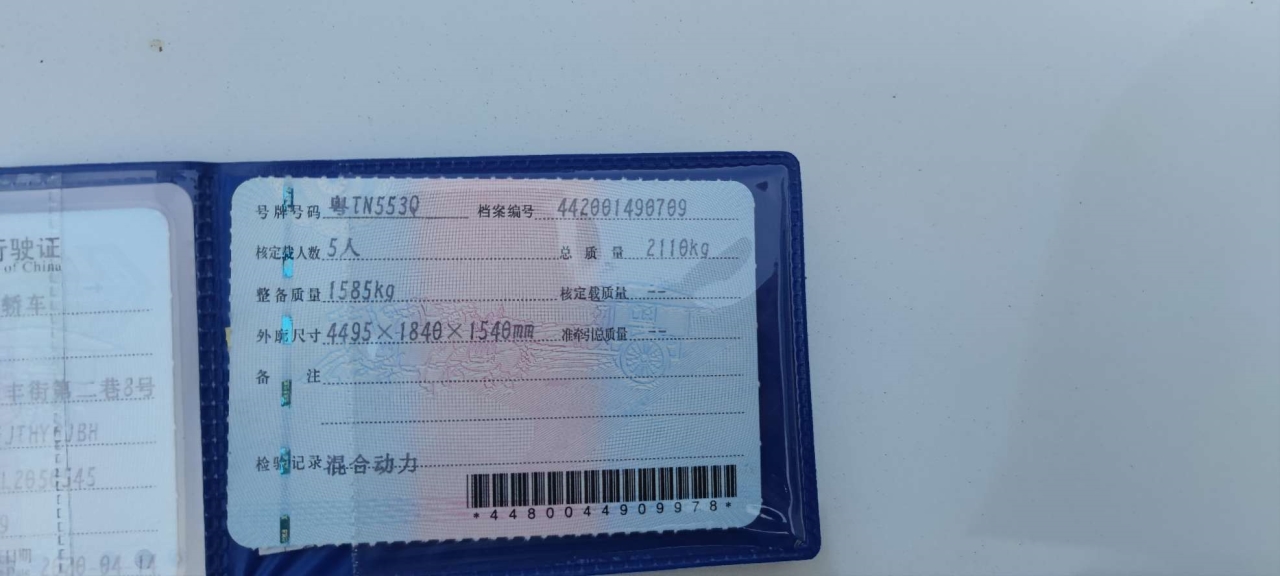 行驶证
of China
轿车
丰街第二巷8号
号牌号码 粤TN553Q 档案编号 442001490709
核定载人数 5人 总质量 2110kg
整备质量 1585kg 核定载质量 --
外廓尺寸 4495×1840×1540mm 准牵引总质量 --
备注
检验记录 混合动力
*4480044909978*